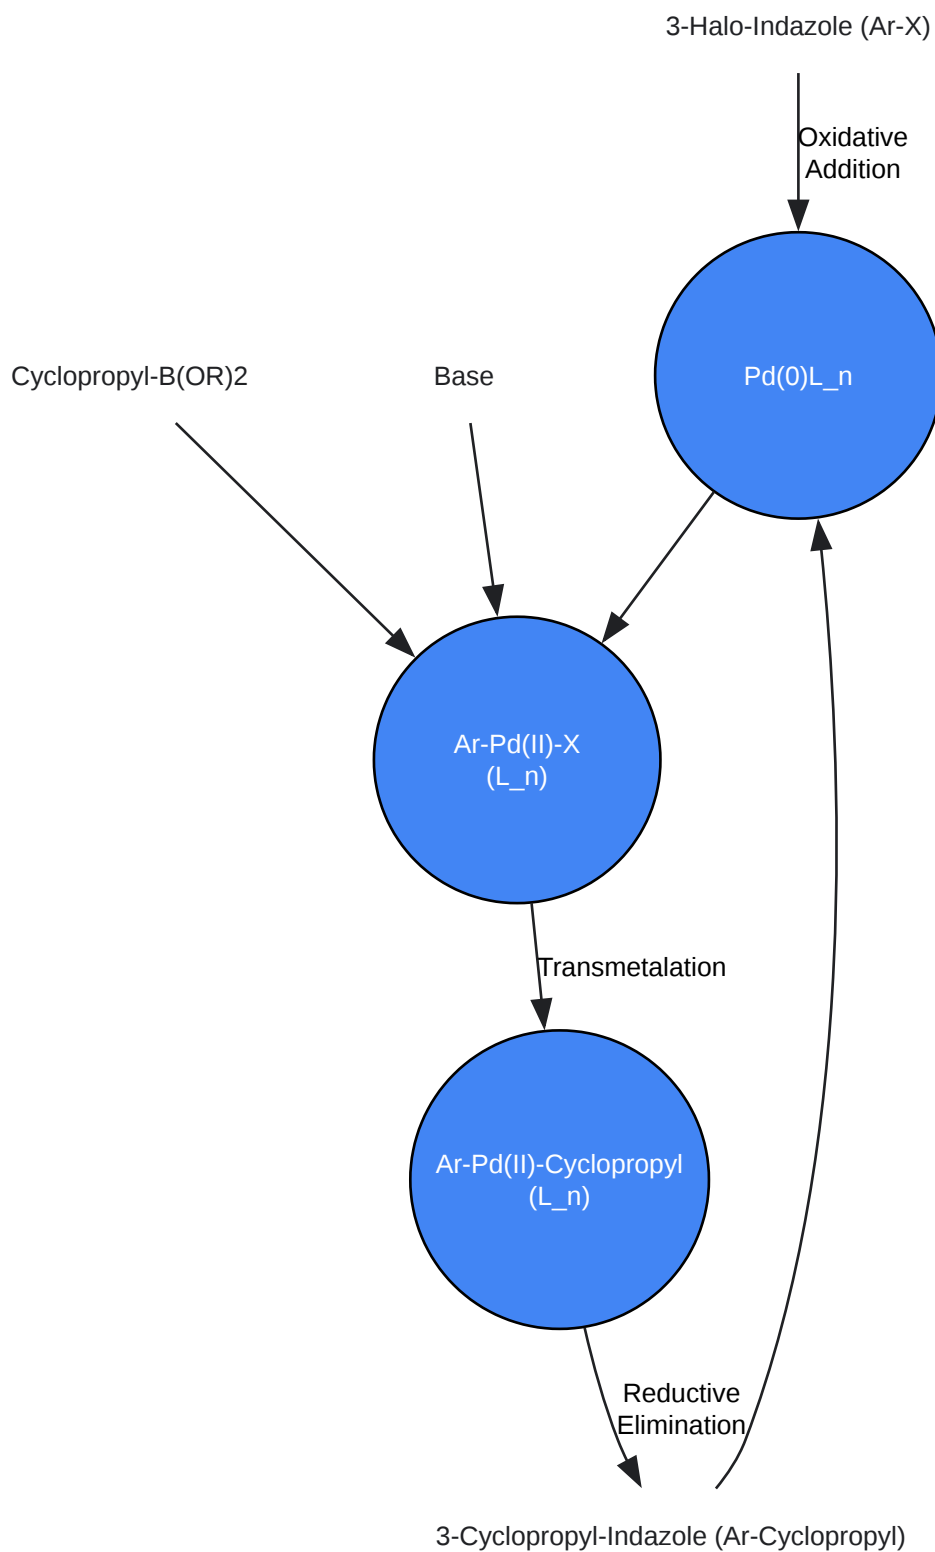 3-Halo-Indazole (Ar-X)
Oxidative
Addition
Cyclopropyl-B(OR)2
Base
Pd(0)L_n
Ar-Pd(II)-X
(L_n)
Transmetalation
Ar-Pd(II)-Cyclopropyl
(L_n)
Reductive
Elimination
3-Cyclopropyl-Indazole (Ar-Cyclopropyl)